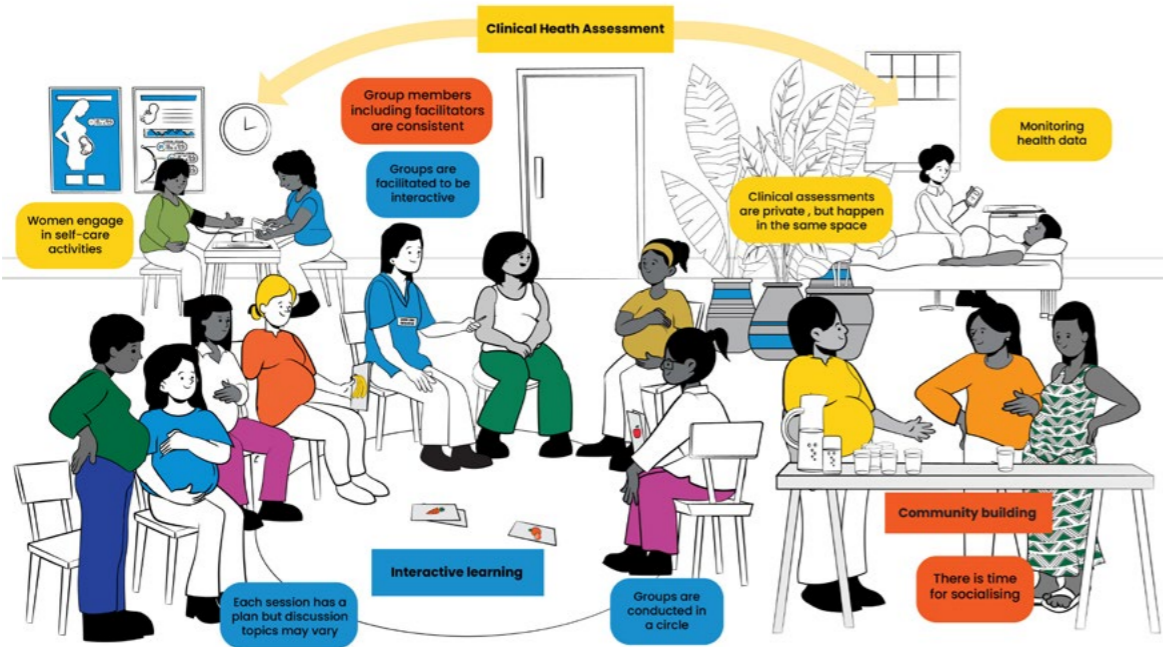 Clinical Heath Assessment
Group members
including facilitators
are consistent
Groups are
facilitated to be
interactive
Monitoring
health data
Women engage
in self-care
activities
Clinical assessments
are private , but happen
in the same space
Interactive learning
Community building
Each session has a
plan but discussion
topics may vary
Groups are
conducted in
a circle
There is time
for socialising